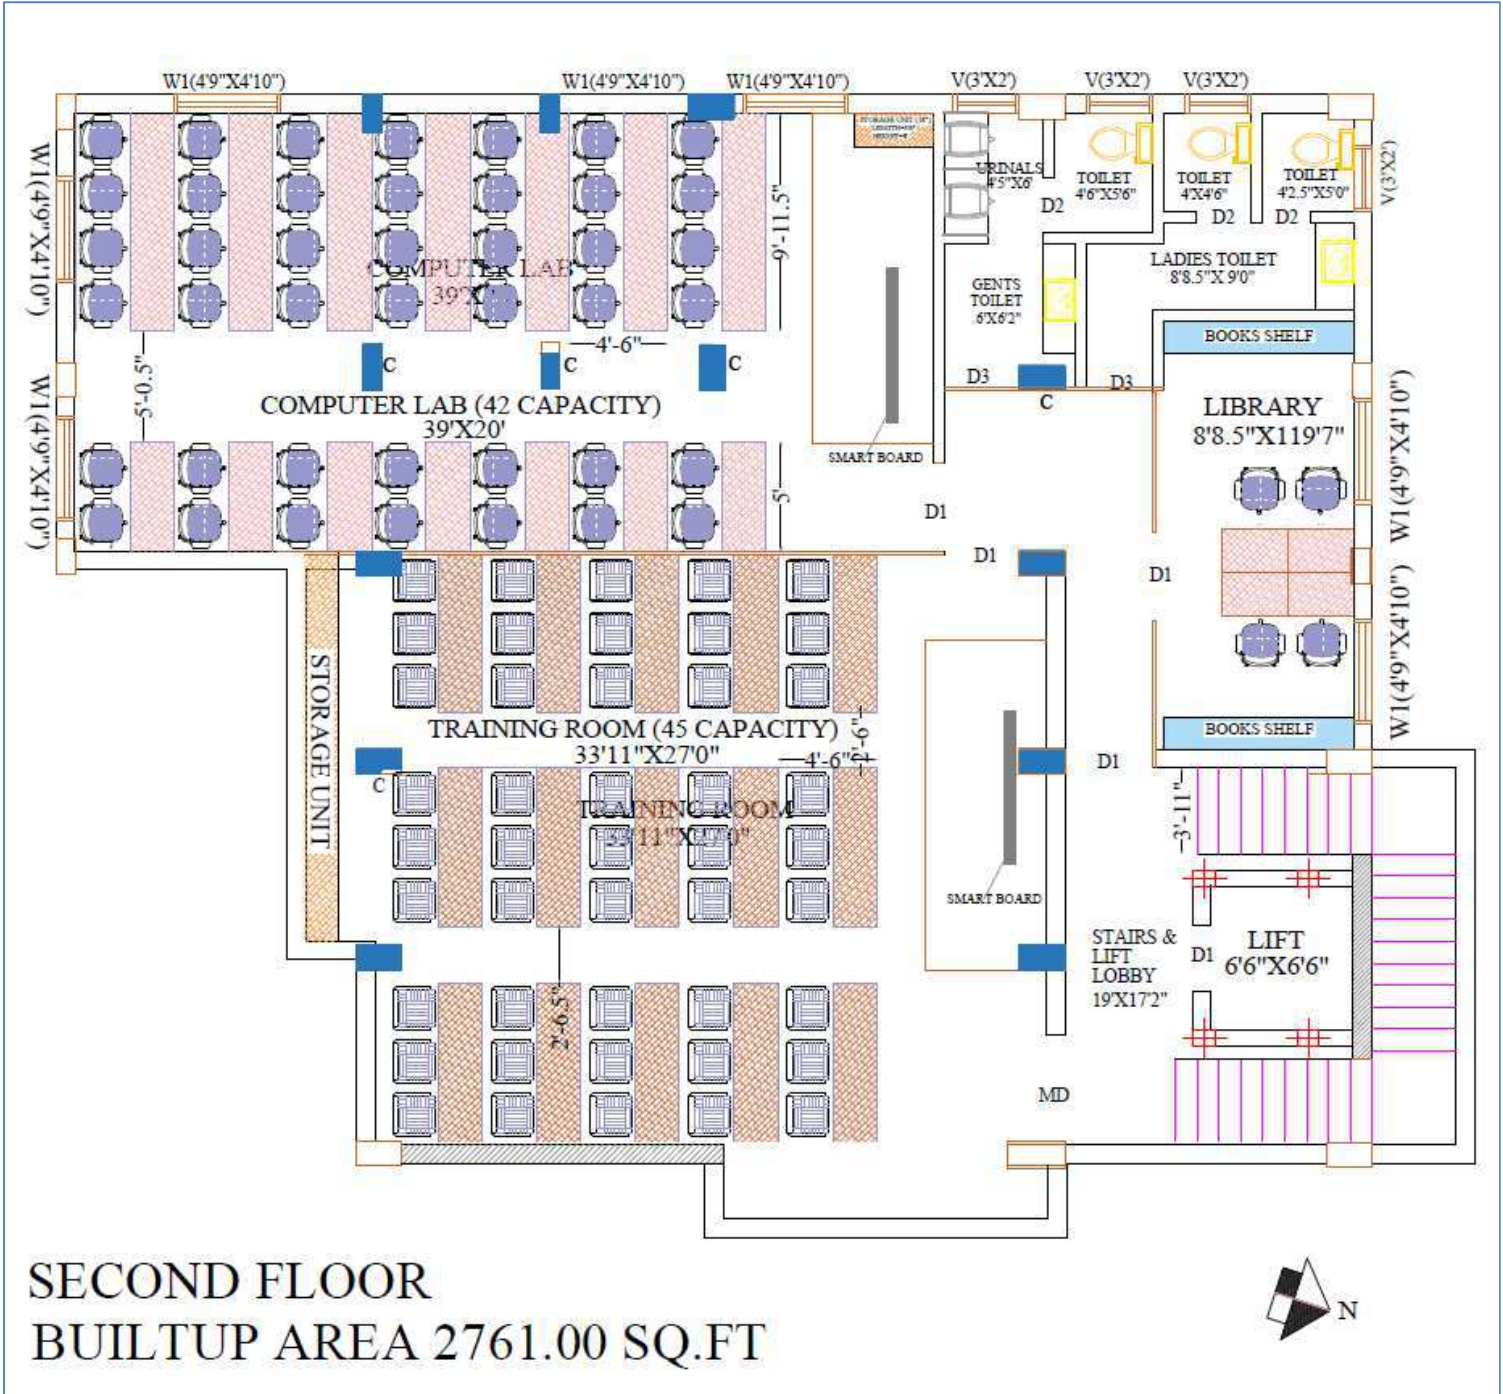 W1(4'9"X4'10")
W1(4'9"X4'10")
W1(4'9"X4'10")
V(3'X2')
V(3'X2')
V(3'X2')
V(3'X2')
W1(4'9"X4'10")
W1(4'9"X4'10")
URINALS
4'5"X6'
D2
TOILET
4'6"X5'6"
TOILET
4'X4'6"
TOILET
4'2.5"X5'0"
D2
D2
9'-11.5"
COMPUTER LAB
LADIES TOILET
8'8.5"X 9'0"
GENTS
TOILET
6'X6'2"
BOOKS SHELF
4'-6"
C
C
C
5'-0.5"
D3
D3
C
COMPUTER LAB (42 CAPACITY)
39'X20'
LIBRARY
8'8.5"X119'7"
W1(4'9"X4'10")
SMART BOARD
5'
D1
D1
D1
W1(4'9"X4'10")
STORAGE UNIT
TRAINING ROOM (45 CAPACITY)
33'11"X27'0"
4'-6"
2'-6"
BOOKS SHELF
C
D1
TRAINING ROOM
33'11"X27'0"
3'-11"
SMART BOARD
STAIRS &
LIFT
LOBBY
19'X17'2"
D1
LIFT
6'6"X6'6"
2'-6.5"
MD
SECOND FLOOR
BUILTUP AREA 2761.00 SQ.FT
N